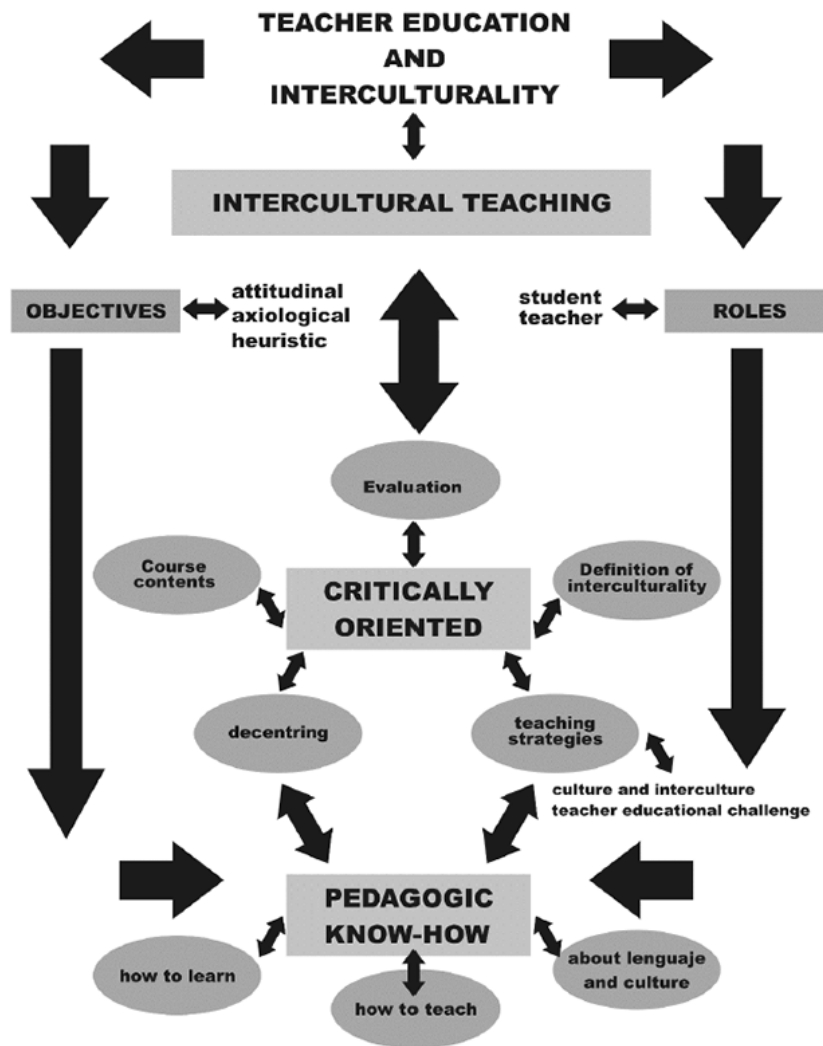 TEACHER EDUCATION
AND
INTERCULTURALITY
INTERCULTURAL TEACHING
OBJECTIVES
attitudinal
axiological
heuristic
student
teacher
ROLES
Evaluation
Course
contents
CRITICALLY
ORIENTED
Definition of
interculturality
decentring
teaching
strategies
culture and interculture
teacher educational challenge
PEDAGOGIC
KNOW-HOW
how to learn
how to teach
about lenguaje
and culture